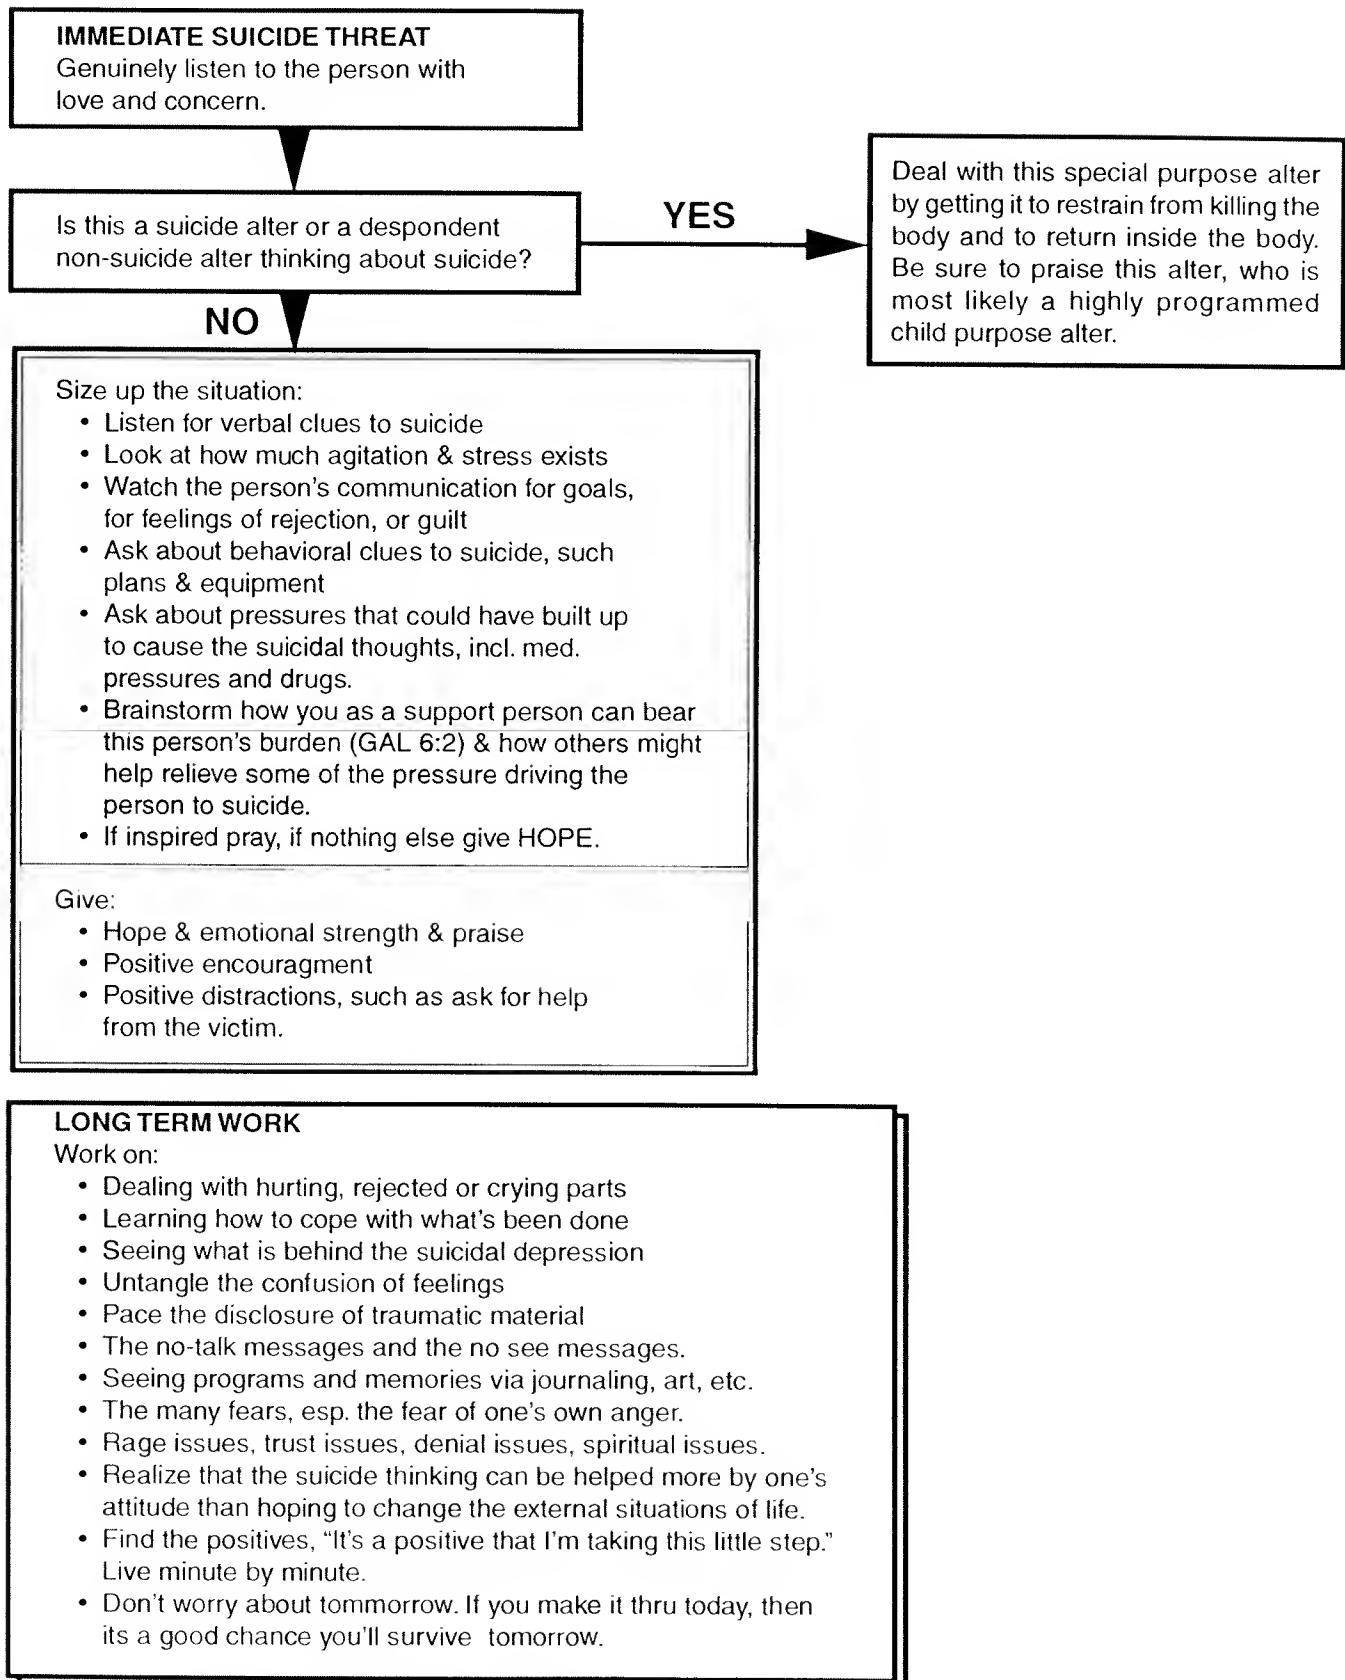 IMMEDIATE SUICIDE THREAT
Genuinely listen to the person with
love and concern.
Is this a suicide alter or a despondent
non-suicide alter thinking about suicide?
YES
Deal with this special purpose alter
by getting it to restrain from killing the
body and to return inside the body.
Be sure to praise this alter, who is
most likely a highly programmed
child purpose alter.
NO
Size up the situation:
• Listen for verbal clues to suicide
• Look at how much agitation & stress exists
• Watch the person's communication for goals,
for feelings of rejection, or guilt
• Ask about behavioral clues to suicide, such
plans & equipment
• Ask about pressures that could have built up
to cause the suicidal thoughts, incl. med.
pressures and drugs.
• Brainstorm how you as a support person can bear
this person's burden (GAL 6:2) & how others might
help relieve some of the pressure driving the
person to suicide.
• If inspired pray, if nothing else give HOPE.
Give:
• Hope & emotional strength & praise
• Positive encouragment
• Positive distractions, such as ask for help
from the victim.
LONG TERM WORK
Work on:
• Dealing with hurting, rejected or crying parts
• Learning how to cope with what's been done
• Seeing what is behind the suicidal depression
• Untangle the confusion of feelings
• Pace the disclosure of traumatic material
• The no-talk messages and the no see messages.
• Seeing programs and memories via journaling, art, etc.
• The many fears, esp. the fear of one's own anger.
• Rage issues, trust issues, denial issues, spiritual issues.
• Realize that the suicide thinking can be helped more by one's
attitude than hoping to change the external situations of life.
• Find the positives, "It's a positive that I'm taking this little step."
Live minute by minute.
• Don't worry about tommorrow. If you make it thru today, then
its a good chance you'll survive tomorrow.